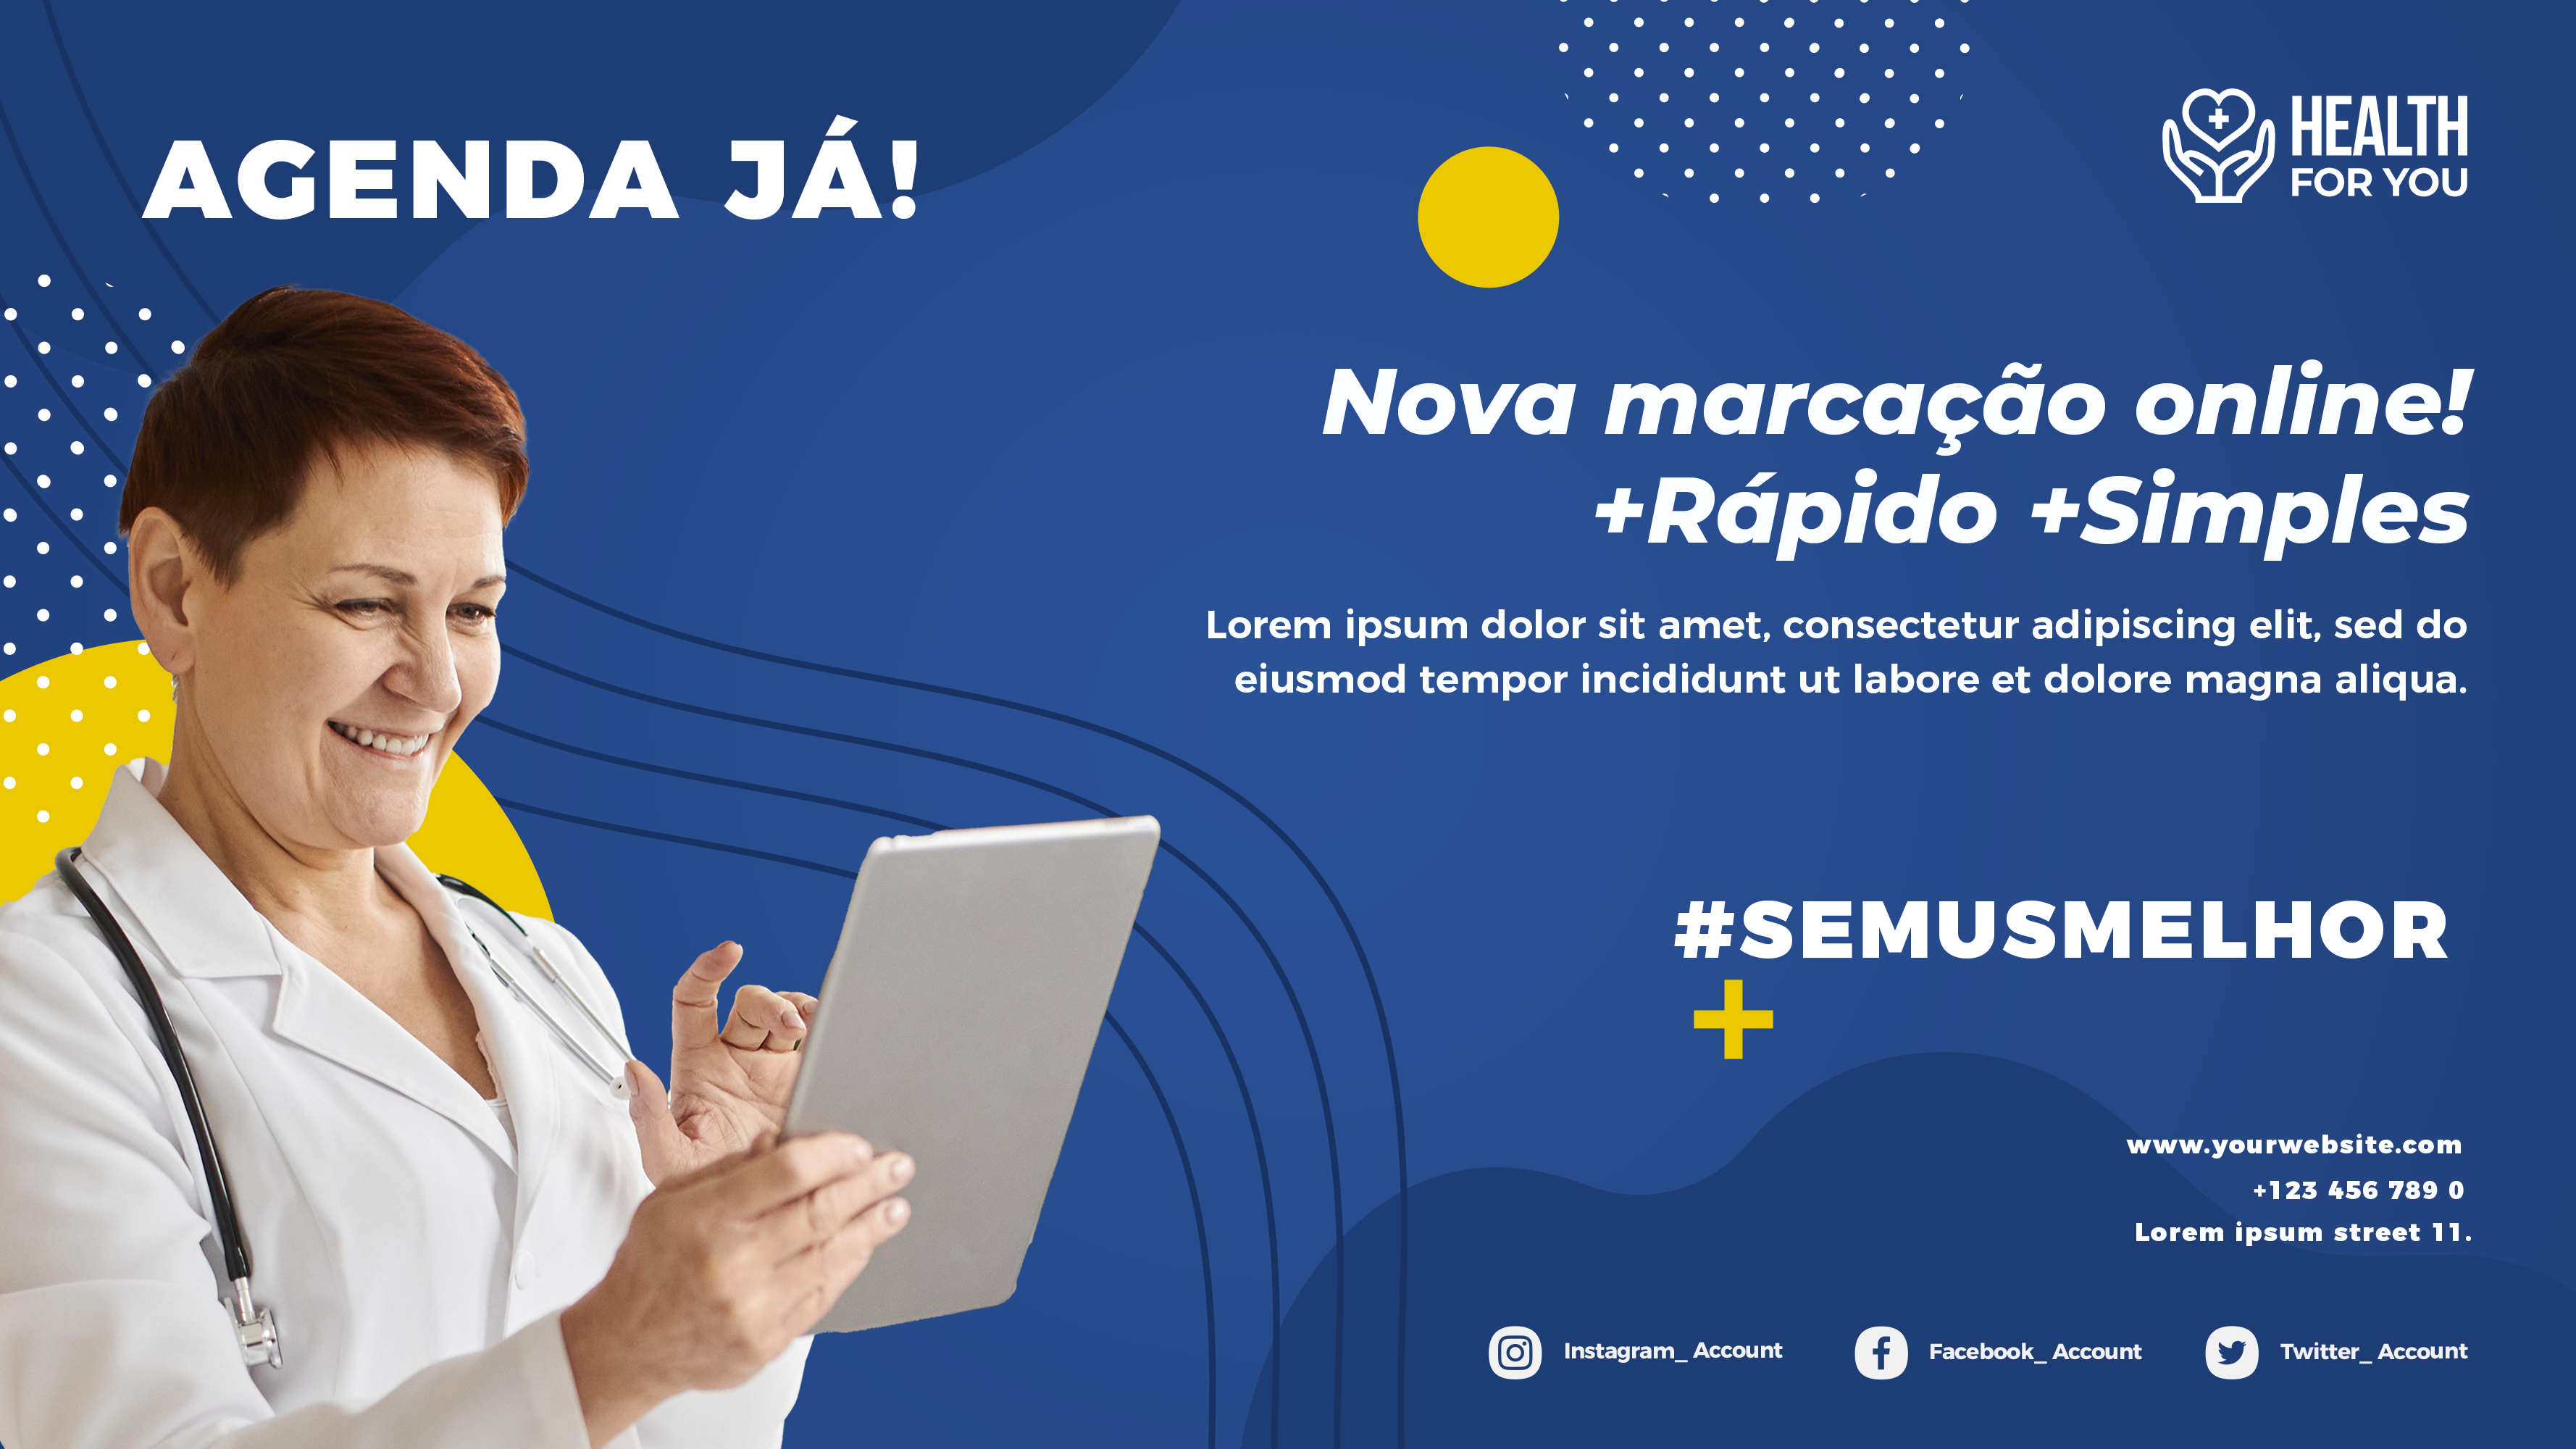 AGENDA JÁ!
HEALTH
FOR YOU
Nova marcação online!
+Rápido +Simples
Lorem ipsum dolor sit amet, consectetur adipiscing elit, sed do
eiusmod tempor incididunt ut labore et dolore magna aliqua.
#SEMUSMELHOR
www.yourwebsite.com
+123 456 789 0
Lorem ipsum street 11.
Instagram_ Account
Facebook_ Account
Twitter_ Account